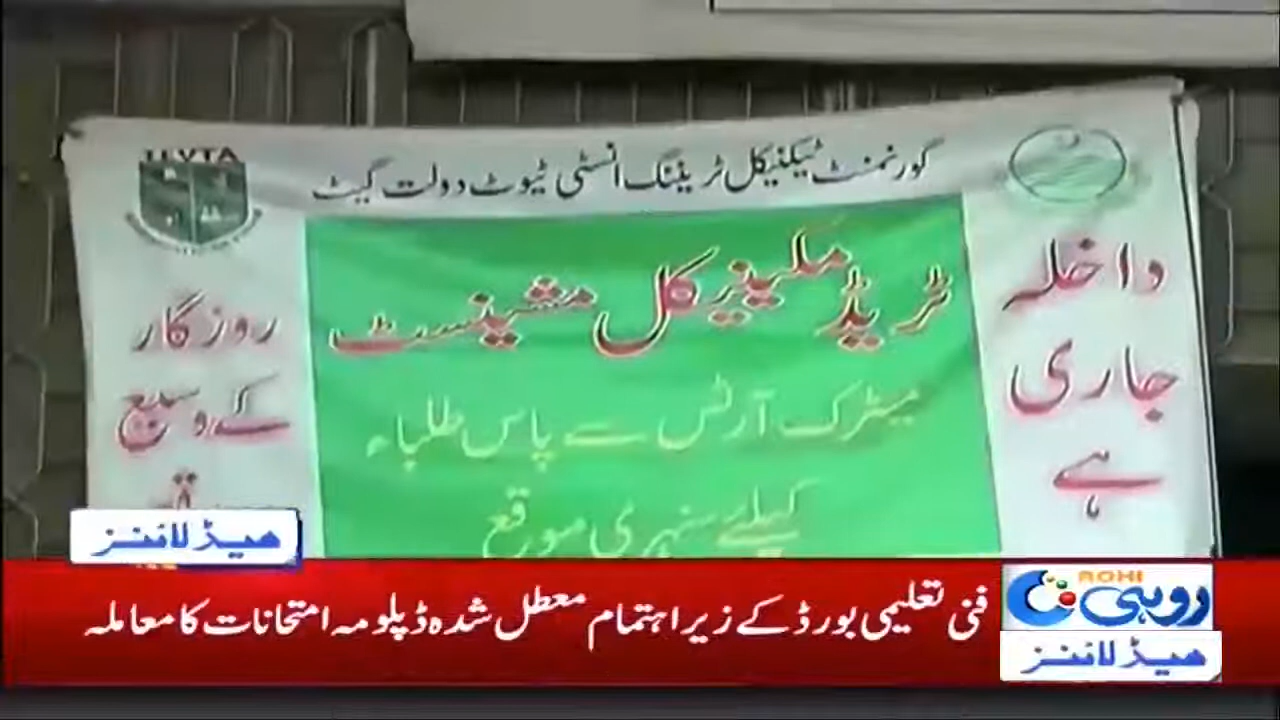 TEVTA
گورنمنٹ ٹیکنیکل ٹریننگ انسٹی ٹیوٹ دولت گیٹ
داخلہ
جاری
ہے
ٹریڈ مکینیکل مشینسٹ
میٹرک آرٹس سے پاس طلباء
کیلئے سنہری موقع
روزگار
کے وسیع
ہیڈ لائنز
فنی تعلیمی بورڈ کے زیر اہتمام معطل شدہ ڈپلومہ امتحانات کا معاملہ
ROHI
روہی
ہیڈ لائنز